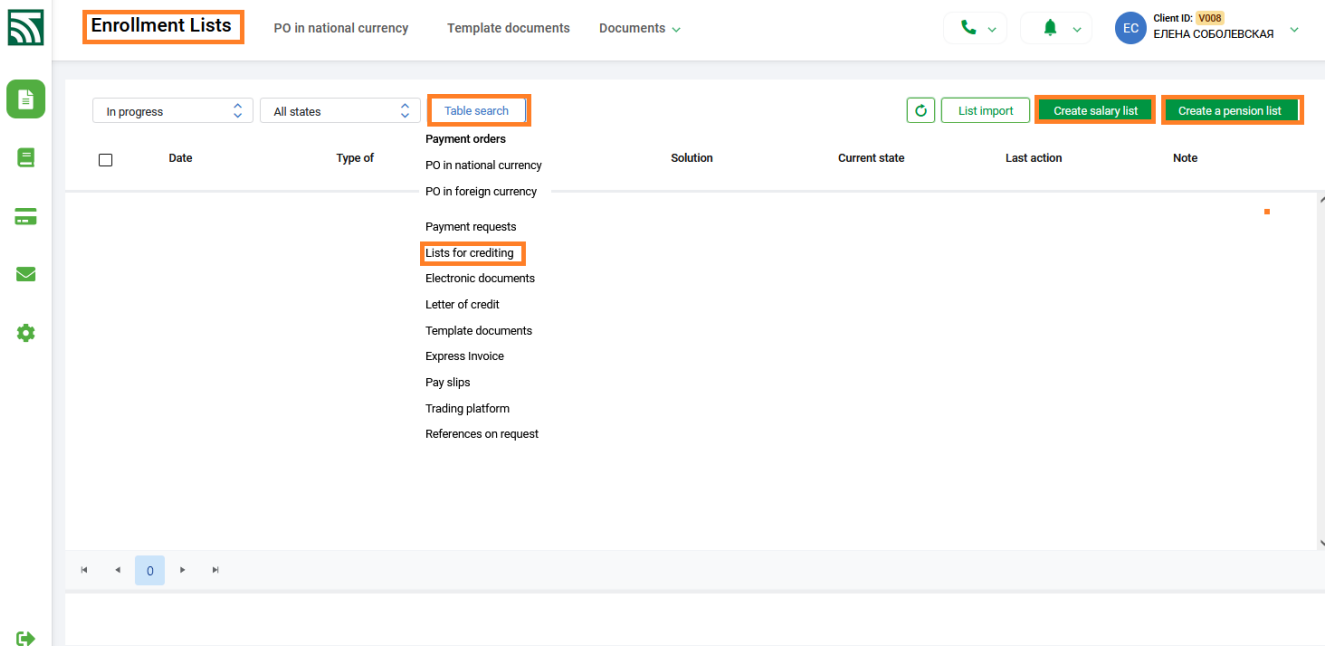 Enrollment Lists
PO in national currency
Template documents
Documents
EC
Client ID: V008
ЕЛЕНА СОБОЛЕВСКАЯ
In progress
All states
Table search
List import
Create salary list
Create a pension list
Payment orders
PO in national currency
PO in foreign currency
Payment requests
Lists for crediting
Electronic documents
Letter of credit
Template documents
Express Invoice
Pay slips
Trading platform
References on request
Date
Type of
Solution
Current state
Last action
Note
0